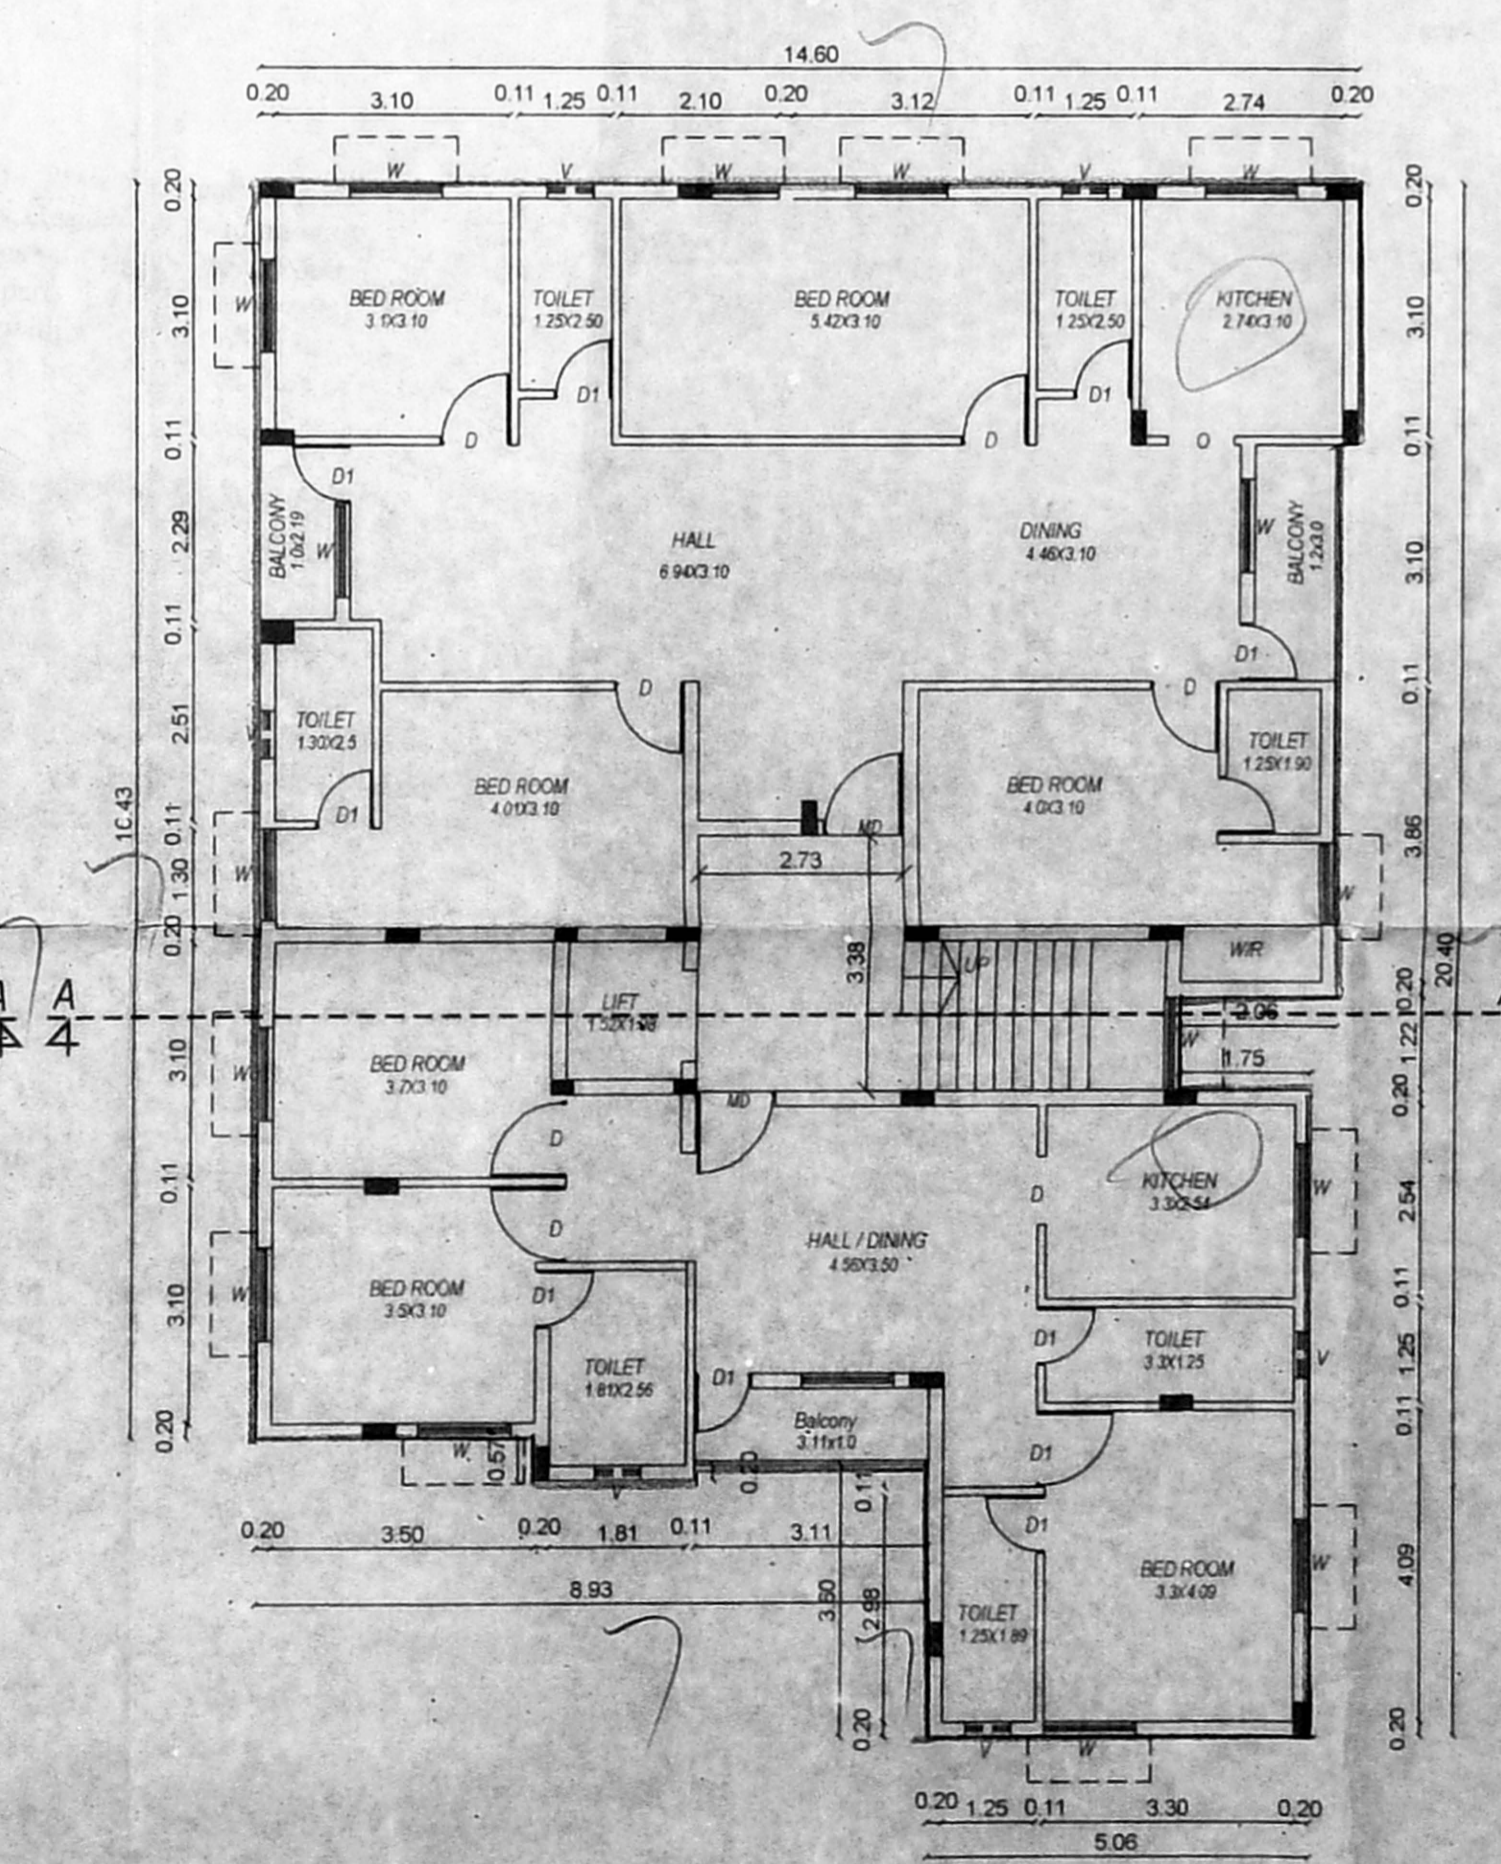 14.60
0.20 3.10 0.11 1.25 0.11 2.10 0.20 3.12 0.11 1.25 0.11 2.74 0.20
W V W W V W
0.20
0.20
W
3.10
BED ROOM
3.1X3.10
TOILET
1.25X2.50
BED ROOM
5.42X3.10
TOILET
1.25X2.50
KITCHEN
2.74X3.10
3.10
D1
D1
0.11
D
D
O
0.11
D1
BALCONY
1.0x2.19
W
2.29
HALL
6.94X3.10
DINING
4.46X3.10
W
BALCONY
1.2x3.0
3.10
0.11
D1
D
D
0.11
2.51
V
TOILET
1.30X2.5
D1
BED ROOM
4.01X3.10
BED ROOM
4.0X3.10
TOILET
1.25X1.90
0.11
MD
3.86
2.73
1.30
W
W
0.20
3.38
UP
W/R
20.40
A A
4
LIFT
0.20
2.06
W
1.22
1.75
3.10
W
BED ROOM
3.7X3.10
MD
0.20
D
0.11
D
KITCHEN
3.3X2.54
W
2.54
D
HALL / DINING
4.56X3.50
3.10
W
BED ROOM
3.5X3.10
D1
0.11
D1
TOILET
3.3X1.25
V
1.25
TOILET
1.81X2.56
D1
0.11
0.20
Balcony
3.11x1.0
D1
W
0.57
V
0.20
0.11
D1
0.20 3.50 0.20 1.81 0.11 3.11
8.93
3.60
2.98
BED ROOM
3.3X4.09
W
4.09
TOILET
1.25X1.89
0.20
0.20
V W
0.20 1.25 0.11 3.30 0.20
5.06